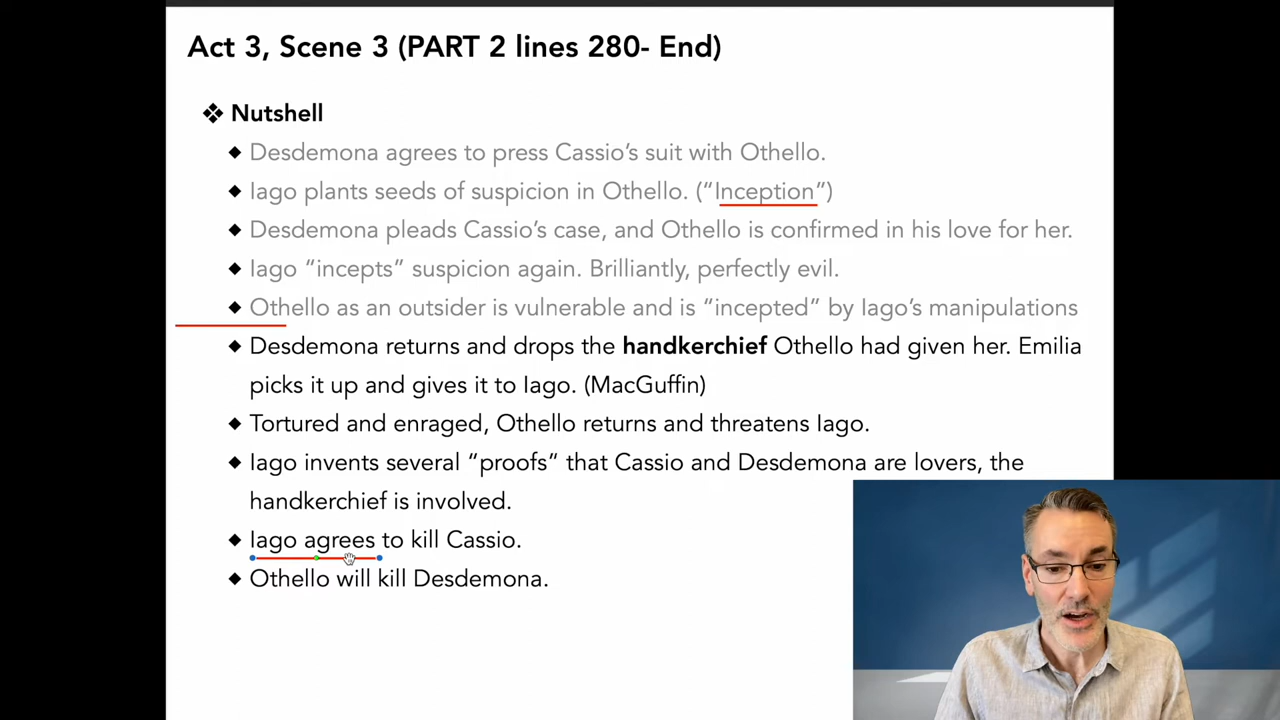 Act 3, Scene 3 (PART 2 lines 280- End)
❖ Nutshell
◆ Desdemona agrees to press Cassio’s suit with Othello.
◆ Iago plants seeds of suspicion in Othello. (“Inception”)
◆ Desdemona pleads Cassio’s case, and Othello is confirmed in his love for her.
◆ Iago “incepts” suspicion again. Brilliantly, perfectly evil.
◆ Othello as an outsider is vulnerable and is “incepted” by Iago’s manipulations
◆ Desdemona returns and drops the handkerchief Othello had given her. Emilia
picks it up and gives it to Iago. (MacGuffin)
◆ Tortured and enraged, Othello returns and threatens Iago.
◆ Iago invents several “proofs” that Cassio and Desdemona are lovers, the
handkerchief is involved.
◆ Iago agrees to kill Cassio.
◆ Othello will kill Desdemona.